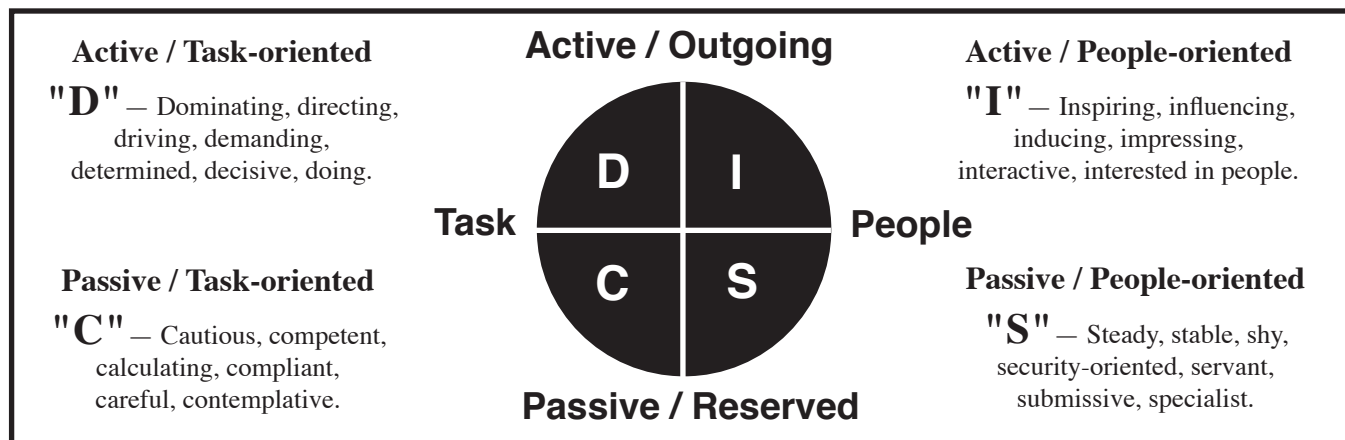 Active / Task-oriented
"D" — Dominating, directing,
driving, demanding,
determined, decisive, doing.
Active / Outgoing
Active / People-oriented
"I" — Inspiring, influencing,
inducing, impressing,
interactive, interested in people.
D
I
Task
People
C
S
Passive / Task-oriented
"C" — Cautious, competent,
calculating, compliant,
careful, contemplative.
Passive / Reserved
Passive / People-oriented
"S" — Steady, stable, shy,
security-oriented, servant,
submissive, specialist.